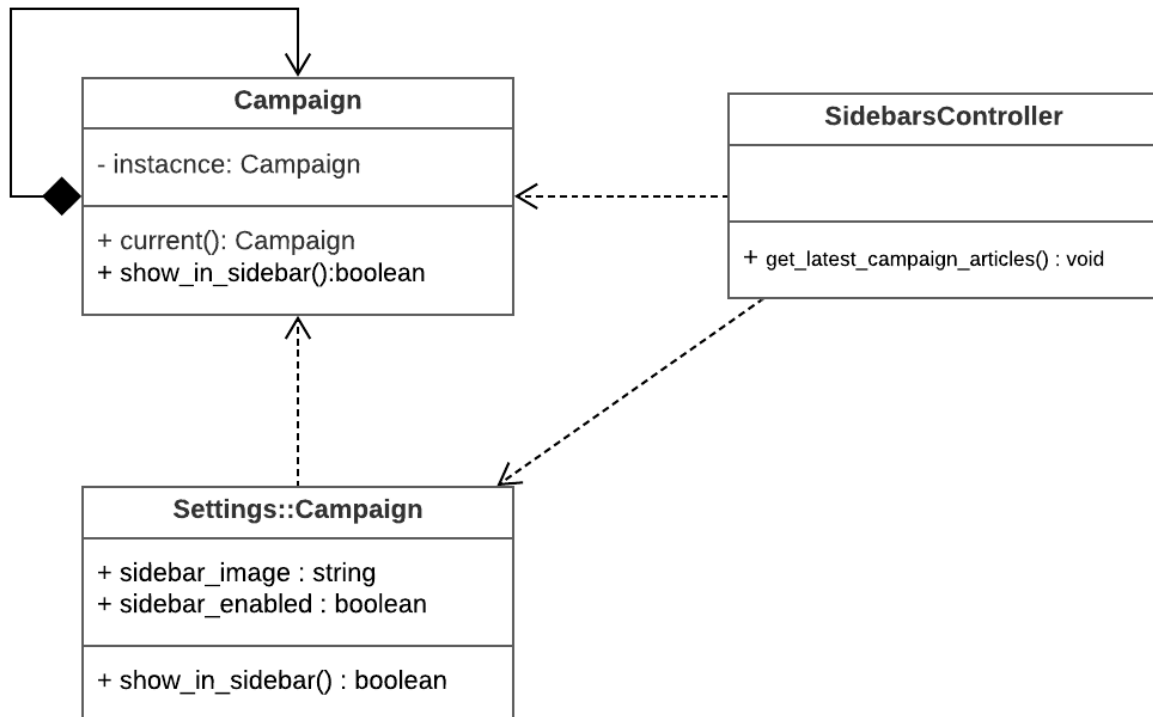 Campaign
- instacnce: Campaign
+ current(): Campaign
+ show_in_sidebar():boolean
SidebarsController
+ get_latest_campaign_articles() : void
Settings::Campaign
+ sidebar_image : string
+ sidebar_enabled : boolean
+ show_in_sidebar() : boolean